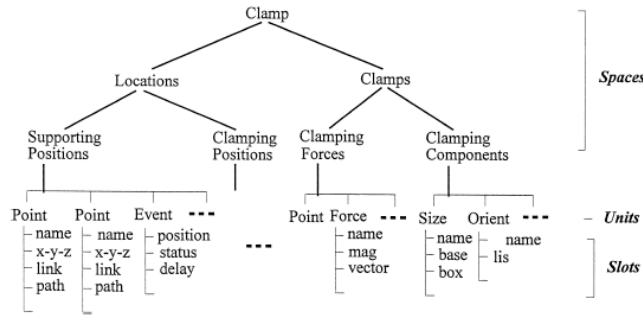 Clamp
Locations
Clamps
Spaces
Supporting
Positions
Clamping
Positions
Clamping
Forces
Clamping
Components
Point Point Event Point Force Size Orient Units
name name position name name name
x-y-z x-y-z status mag base lis
link link delay vector box Slots
path path